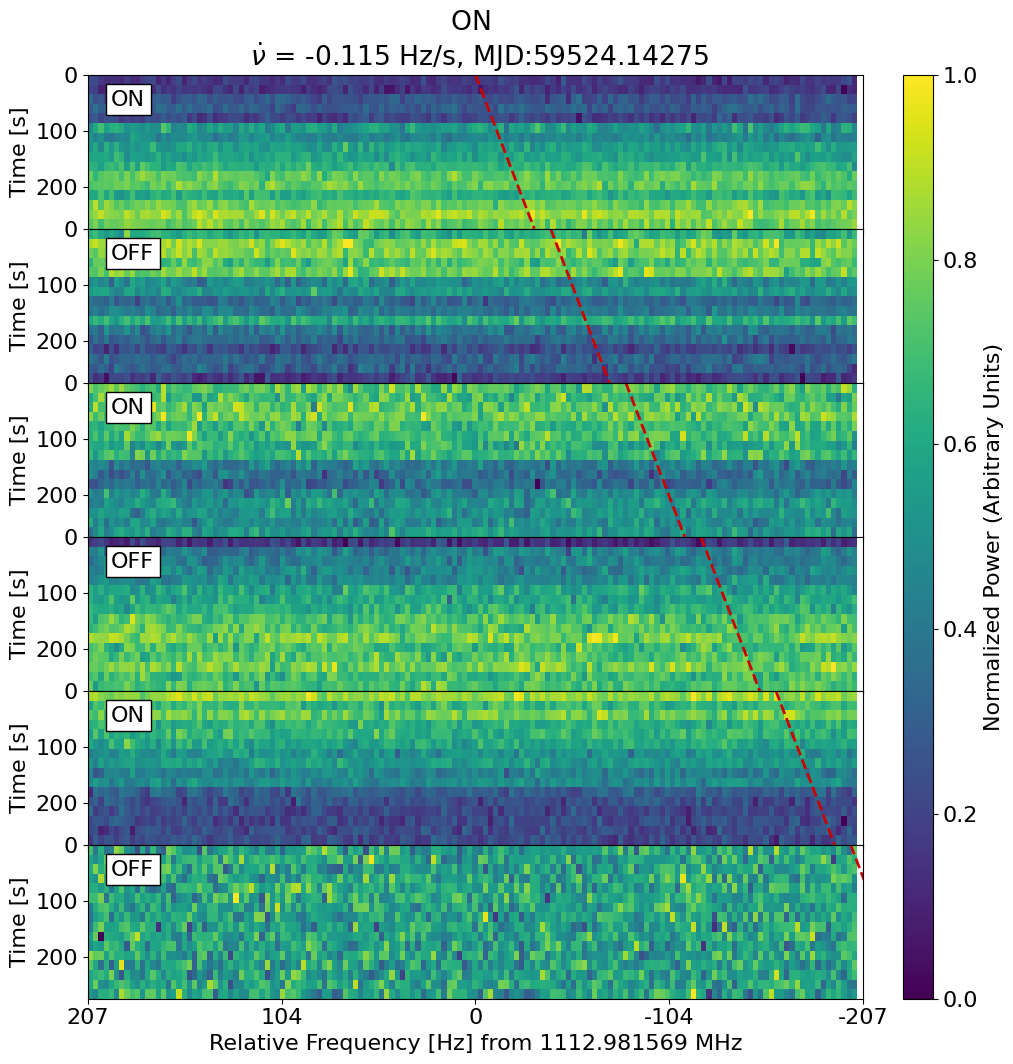 ON
ν̇ = -0.115 Hz/s, MJD:59524.14275
0
ON
100
Time [s]
200
0
OFF
100
Time [s]
200
0
ON
100
Time [s]
200
0
OFF
100
Time [s]
200
0
ON
100
Time [s]
200
0
OFF
100
Time [s]
200
207 104 0 -104 -207
Relative Frequency [Hz] from 1112.981569 MHz
1.0
0.8
0.6
0.4
0.2
0.0
Normalized Power (Arbitrary Units)